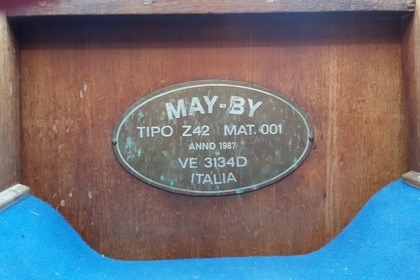 MAY-BY
TIPO Z42 MAT. 001
ANNO 1987
VE 3134D
ITALIA